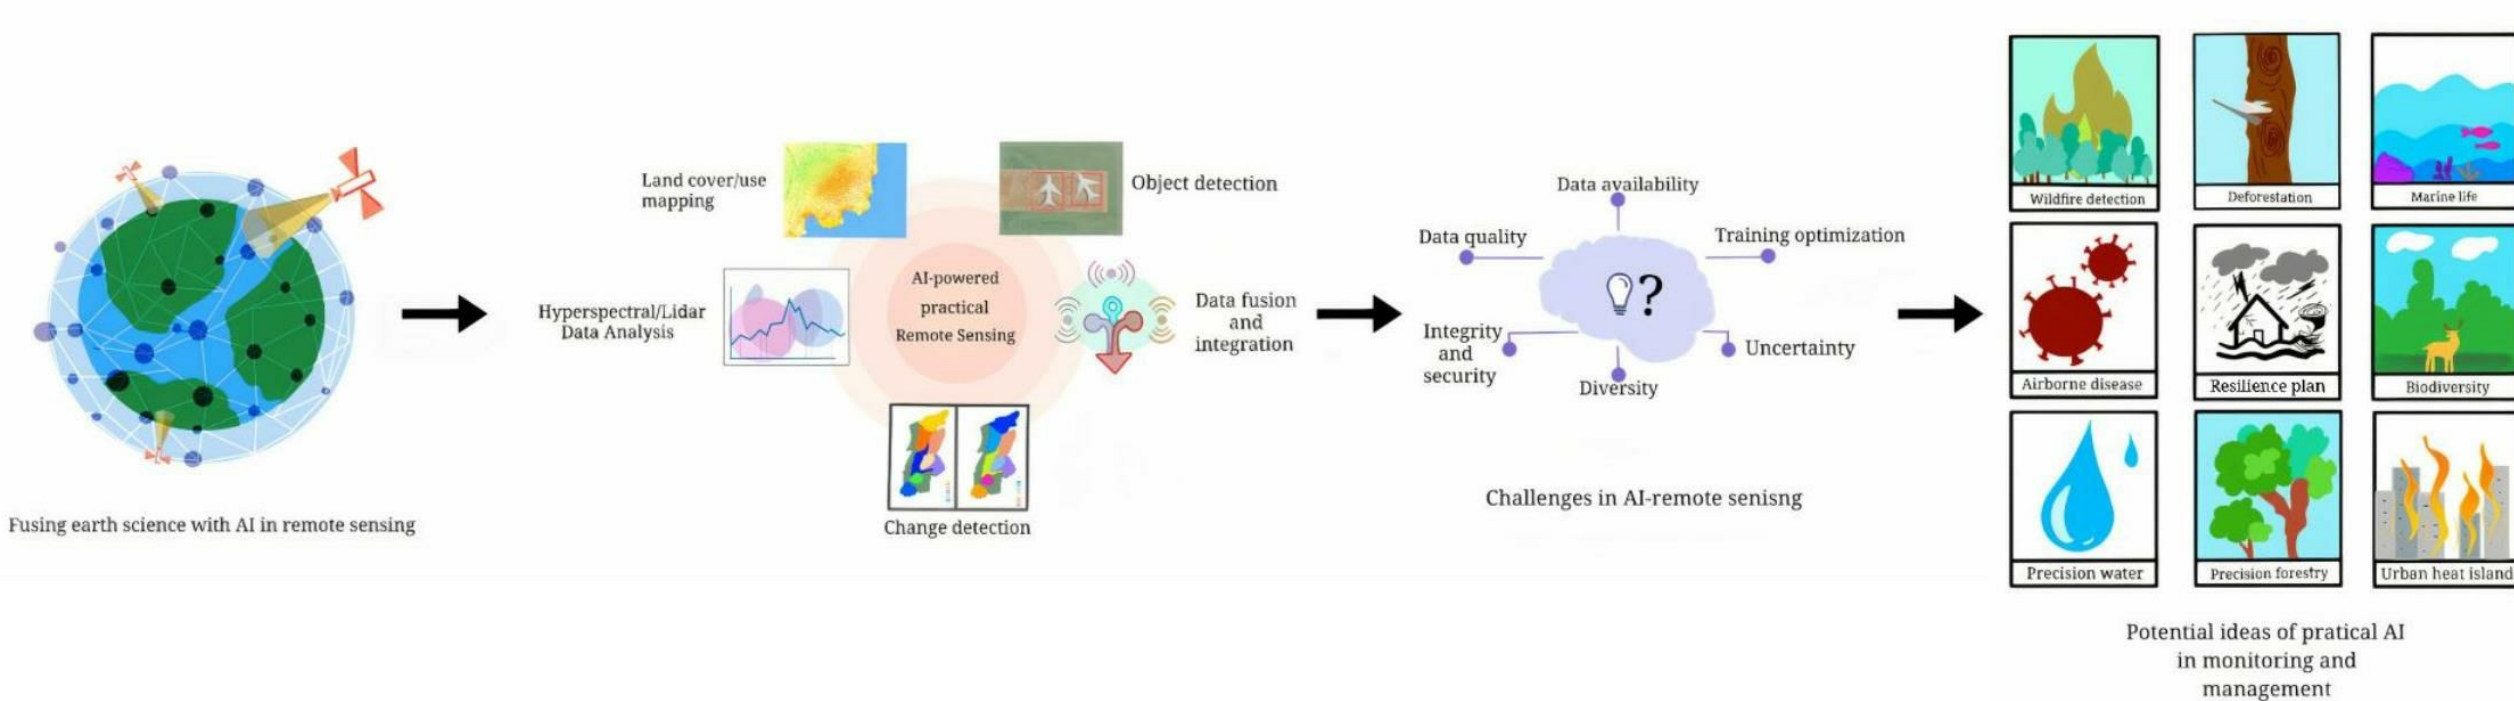 Fusing earth science with AI in remote sensing
Land cover/use
mapping
Object detection
Hyperspectral/Lidar
Data Analysis
AI-powered
practical
Remote Sensing
Data fusion
and
integration
Change detection
Data availability
Data quality
Training optimization
?
Integrity
and
security
Uncertainty
Diversity
Challenges in AI-remote senisng
Wildfire detection
Deforestation
Marine life
Airborne disease
Resilience plan
Biodiversity
Precision water
Precision forestry
Urban heat island
Potential ideas of pratical AI
in monitoring and
management